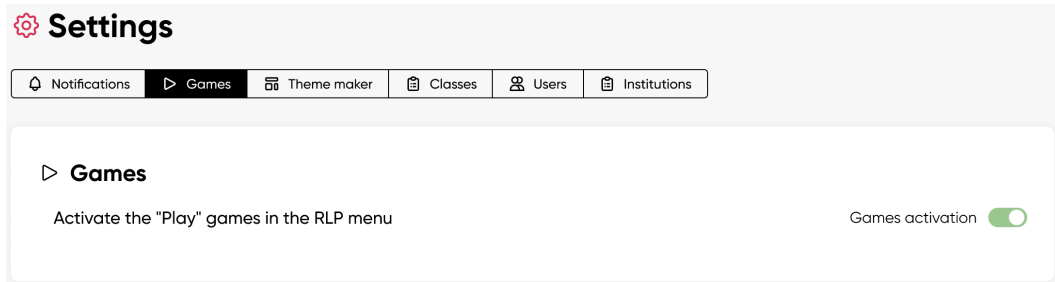 Settings
Notifications Games Theme maker Classes Users Institutions
Games
Activate the "Play" games in the RLP menu Games activation